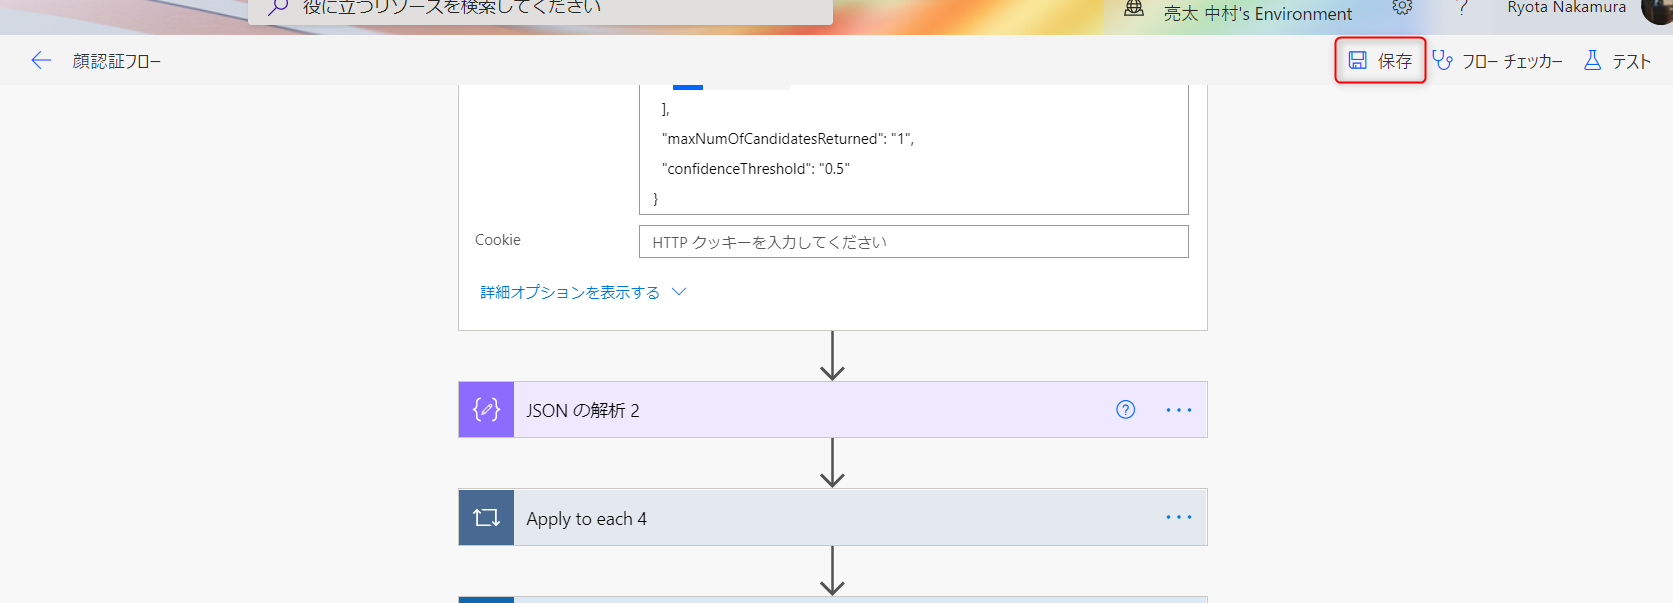 役に立つリソースを検索してください
亮太 中村's Environment
Ryota Nakamura
顔認証フロー
保存
フロー チェッカー
テスト
],
"maxNumOfCandidatesReturned": "1",
"confidenceThreshold": "0.5"
}
Cookie
HTTP クッキーを入力してください
詳細オプションを表示する
JSON の解析 2
Apply to each 4